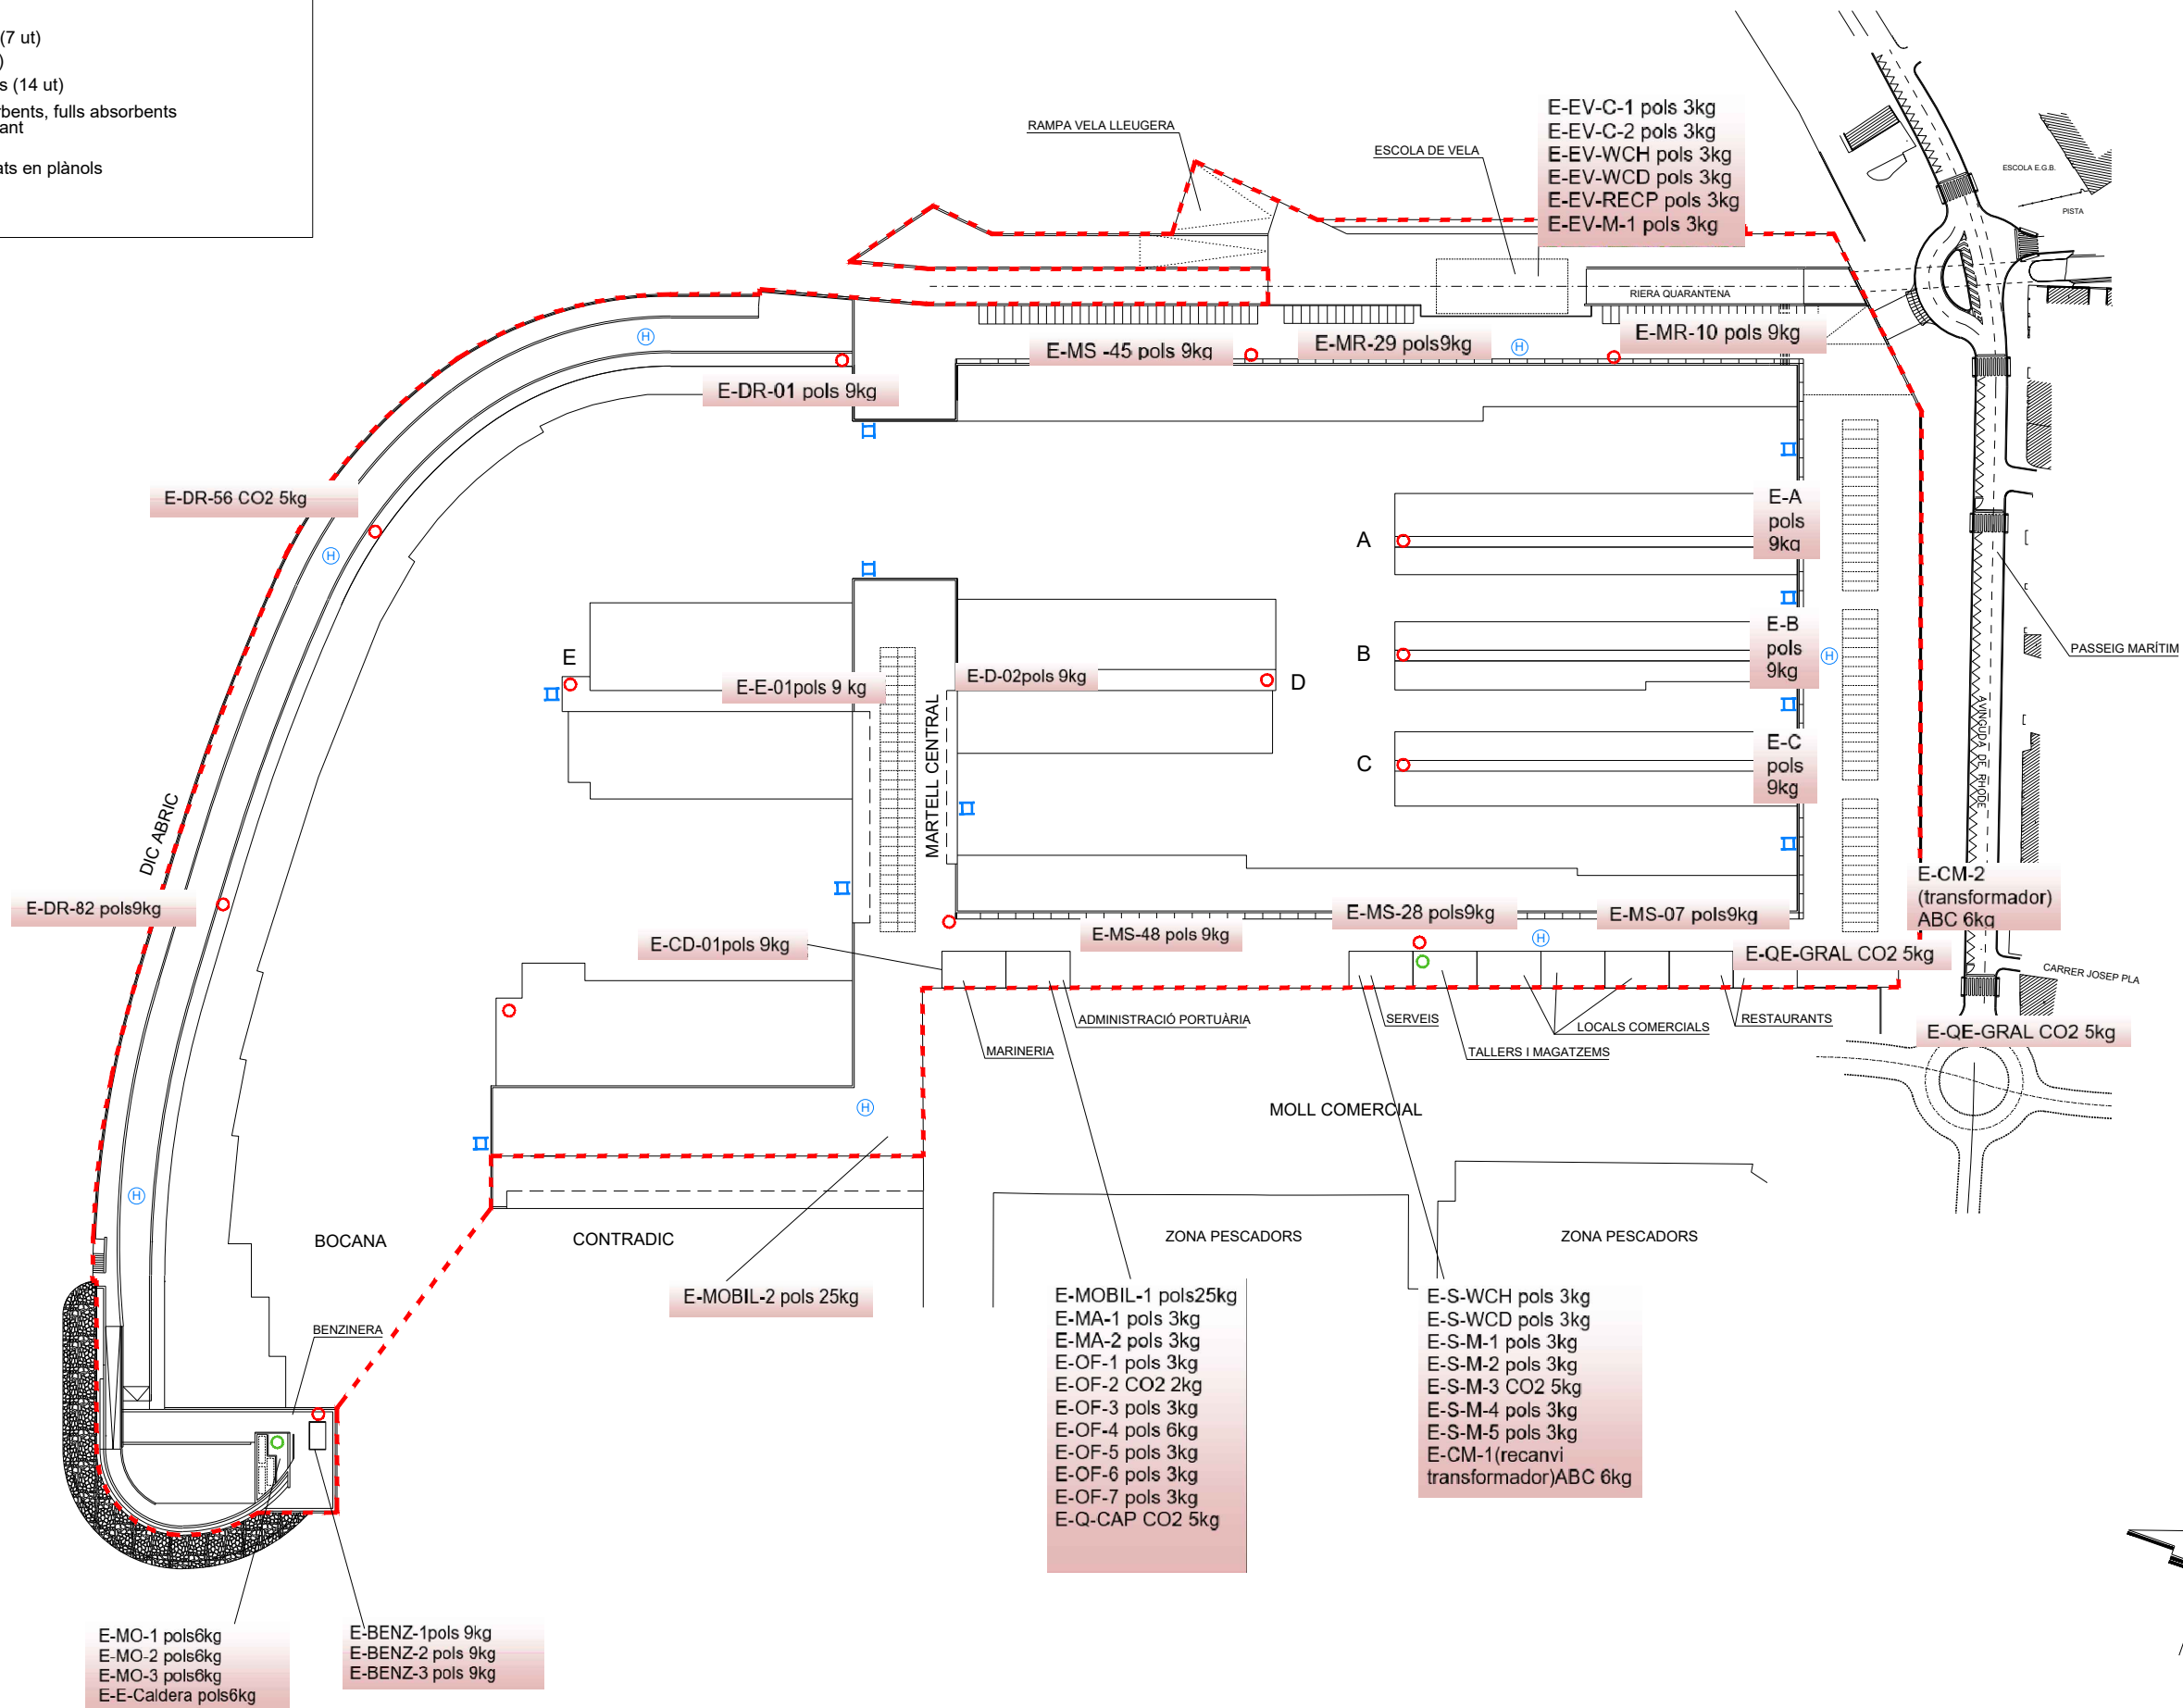 (7 ut)
)
s (14 ut)
bents, fulls absorbents
ant
ats en plànols
RAMPA VELA LLEUGERA
ESCOLA DE VELA
E-EV-C-1 pols 3kg
E-EV-C-2 pols 3kg
E-EV-WCH pols 3kg
E-EV-WCD pols 3kg
E-EV-RECP pols 3kg
E-EV-M-1 pols 3kg
ESCOLA E.G.B.
PISTA
RIERA QUARANTENA
H
E-MS -45 pols 9kg
E-MR-29 pols9kg
H
E-MR-10 pols 9kg
E-DR-01 pols 9kg
E-DR-56 CO2 5kg
H
E-A
pols
9kg
A
E-B
pols
9kg
B
H
PASSEIG MARÍTIM
E
E-E-01pols 9 kg
E-D-02pols 9kg
D
MARTELL CENTRAL
AVINGUDA DE RHODE
E-C
pols
9kg
C
DIC ABRIC
E-DR-82 pols9kg
E-CM-2
(transformador)
ABC 6kg
E-MS-28 pols9kg
E-MS-07 pols9kg
E-MS-48 pols 9kg
H
E-CD-01pols 9kg
E-QE-GRAL CO2 5kg
CARRER JOSEP PLA
ADMINISTRACIÓ PORTUÀRIA
SERVEIS
LOCALS COMERCIALS
RESTAURANTS
MARINERIA
TALLERS I MAGATZEMS
E-QE-GRAL CO2 5kg
H
MOLL COMERCIAL
H
BOCANA
CONTRADIC
ZONA PESCADORS
ZONA PESCADORS
E-MOBIL-2 pols 25kg
BENZINERA
E-MOBIL-1 pols25kg
E-MA-1 pols 3kg
E-MA-2 pols 3kg
E-OF-1 pols 3kg
E-OF-2 CO2 2kg
E-OF-3 pols 3kg
E-OF-4 pols 6kg
E-OF-5 pols 3kg
E-OF-6 pols 3kg
E-OF-7 pols 3kg
E-Q-CAP CO2 5kg
E-S-WCH pols 3kg
E-S-WCD pols 3kg
E-S-M-1 pols 3kg
E-S-M-2 pols 3kg
E-S-M-3 CO2 5kg
E-S-M-4 pols 3kg
E-S-M-5 pols 3kg
E-CM-1(recanvi
transformador)ABC 6kg
E-MO-1 pols6kg
E-MO-2 pols6kg
E-MO-3 pols6kg
E-E-Caldera pols6kg
E-BENZ-1pols 9kg
E-BENZ-2 pols 9kg
E-BENZ-3 pols 9kg